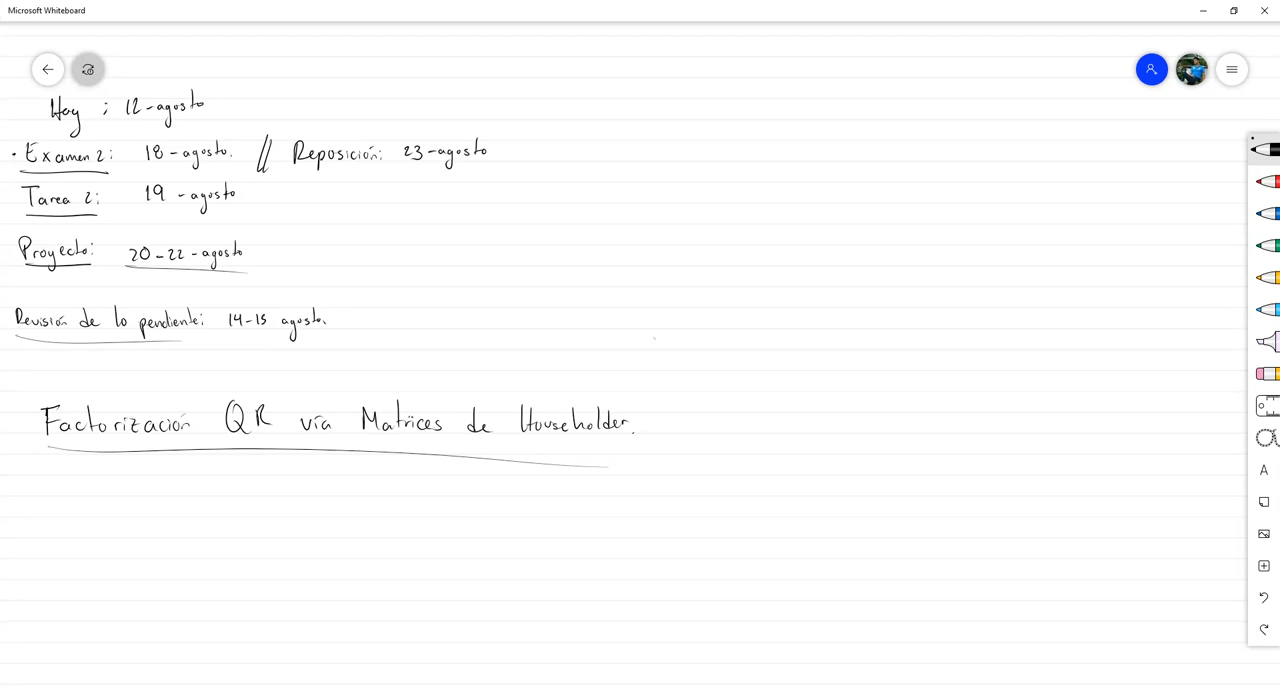 Microsoft Whiteboard
Hoy : 12-agosto
· Examen 2: 18-agosto. // Reposición: 23-agosto
Tarea 2: 19-agosto
Proyecto: 20-22-agosto
Revisión de lo pendiente: 14-15 agosto.
Factorización QR vía Matrices de Householder.
A